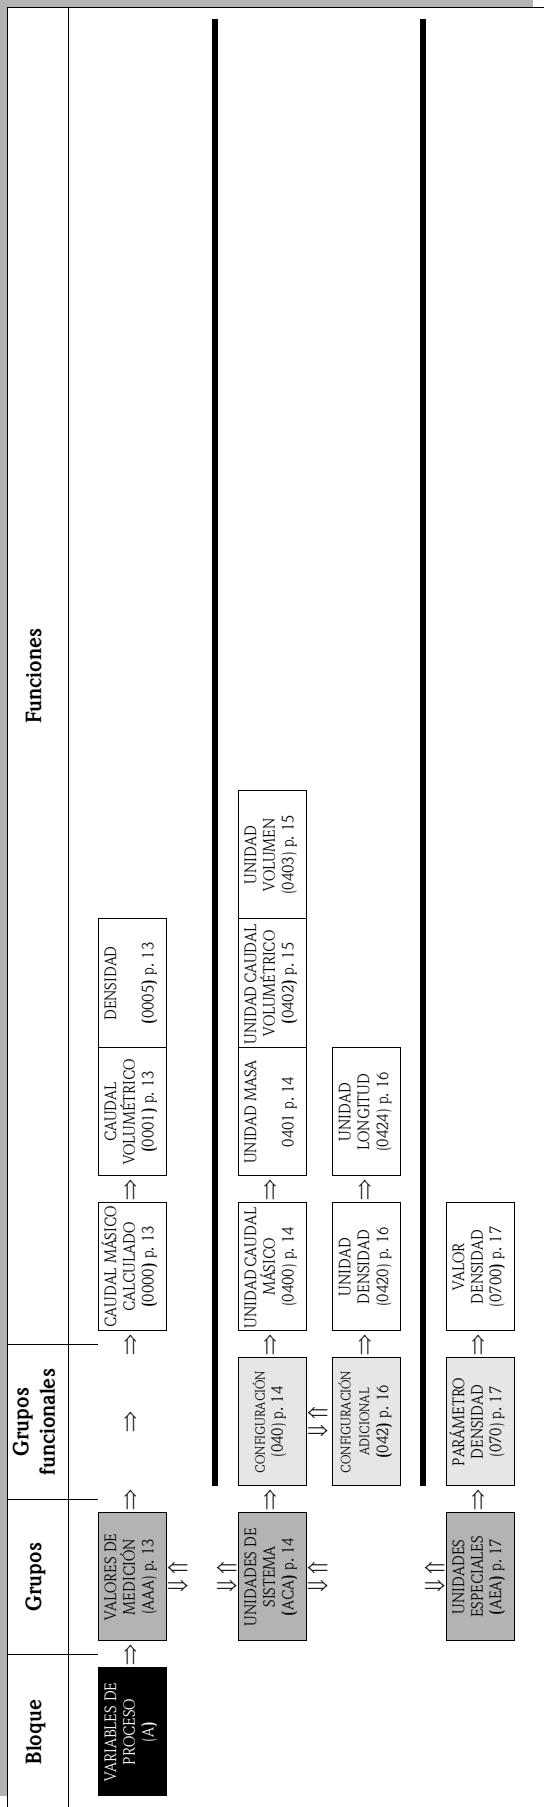 Bloque
Grupos
Grupos
funcionales
Funciones
VARIABLES DE
PROCESO
(A)
VALORES DE
MEDICIÓN
(AAA) p. 13
CAUDAL MÁSICO
CALCULADO
(0000) p. 13
CAUDAL
VOLUMÉTRICO
(0001) p. 13
DENSIDAD
(0005) p. 13
UNIDADES DE
SISTEMA
(ACA) p. 14
CONFIGURACIÓN
(040) p. 14
UNIDAD CAUDAL
MÁSICO
(0400) p. 14
UNIDAD MASA
0401 p. 14
UNIDAD CAUDAL
VOLUMÉTRICO
(0402) p. 15
UNIDAD
VOLUMEN
(0403) p. 15
CONFIGURACIÓN
ADICIONAL
(042) p. 16
UNIDAD
DENSIDAD
(0420) p. 16
UNIDAD
LONGITUD
(0424) p. 16
UNIDADES
ESPECIALES
(AEA) p. 17
PARÁMETRO
DENSIDAD
(070) p. 17
VALOR
DENSIDAD
(0700) p. 17